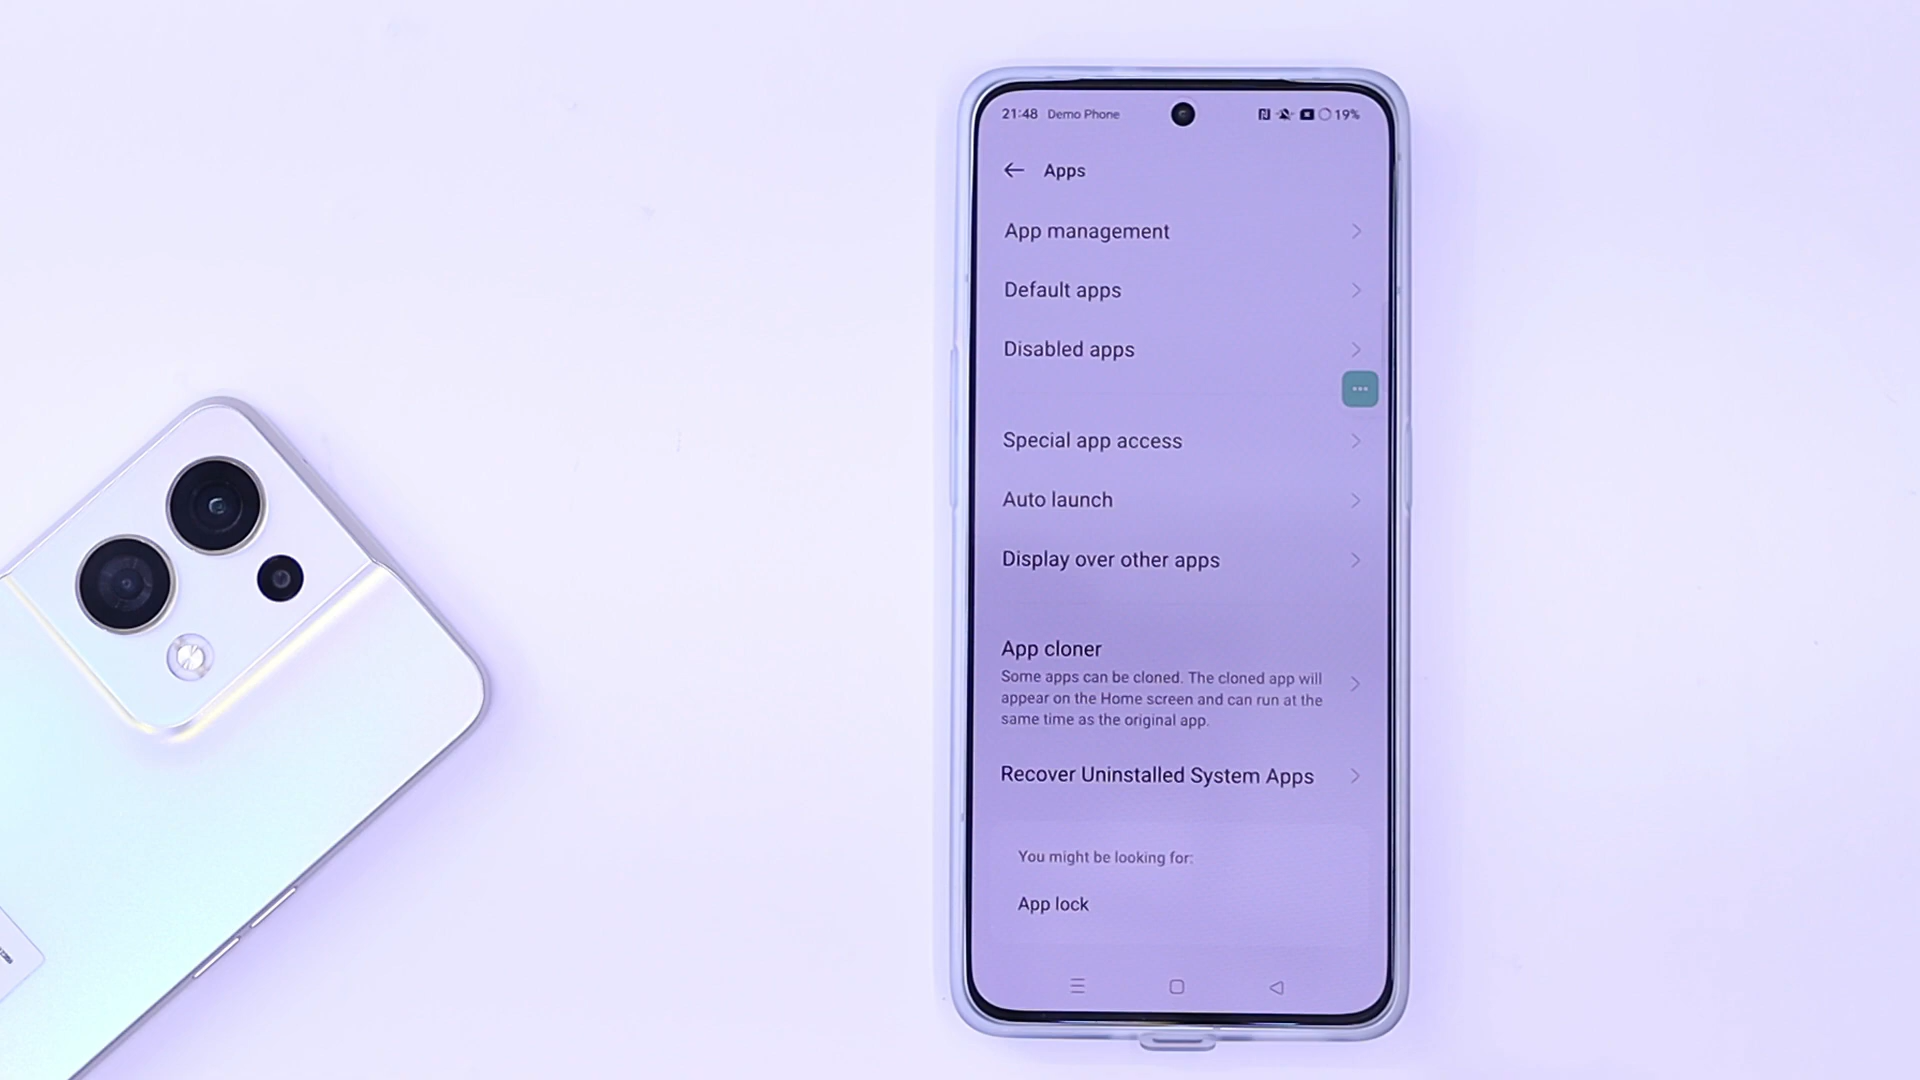 21:48 Demo Phone 19%
Apps
App management
Default apps
Disabled apps
Special app access
Auto launch
Display over other apps
App cloner
Some apps can be cloned. The cloned app will
appear on the Home screen and can run at the
same time as the original app.
Recover Uninstalled System Apps
You might be looking for:
App lock